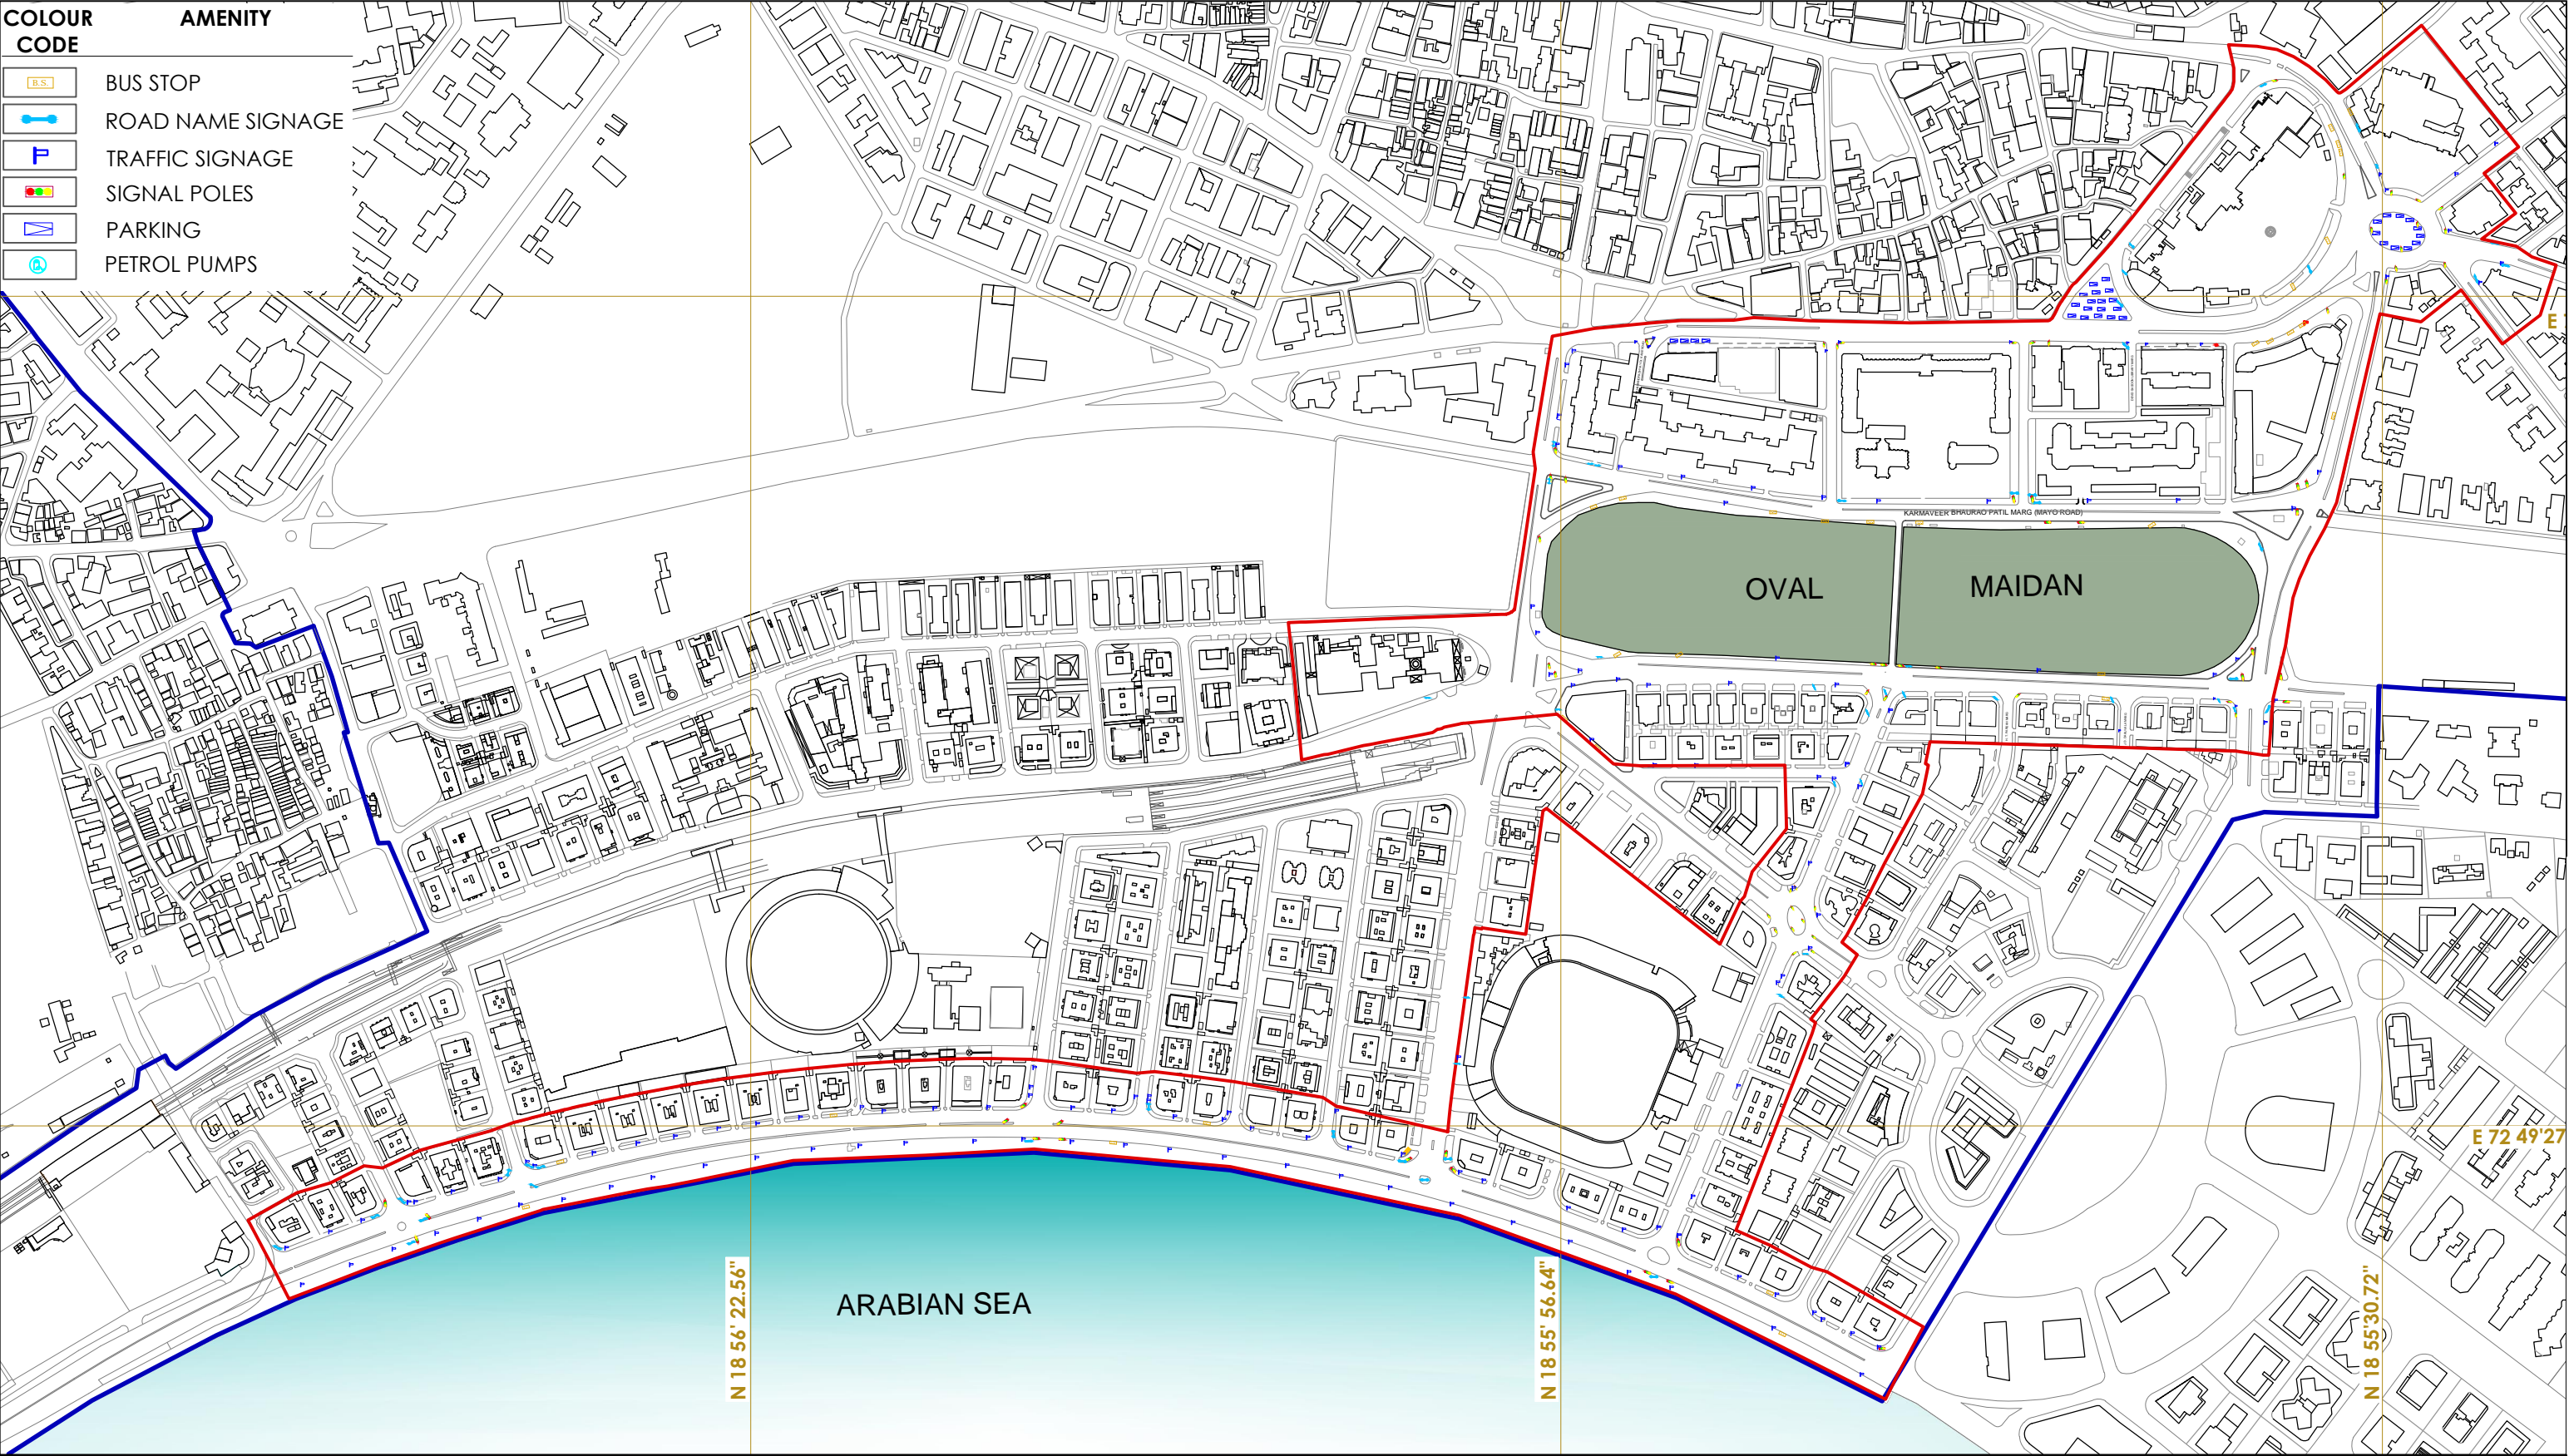 COLOUR CODE
AMENITY
B.S.
BUS STOP
ROAD NAME SIGNAGE
TRAFFIC SIGNAGE
SIGNAL POLES
PARKING
PETROL PUMPS
E
KARMAVEER BHAURAO PATIL MARG (MAYO ROAD)
OVAL MAIDAN
E 72 49'27
ARABIAN SEA
N 18 56' 22.56"
N 18 55' 56.64"
N 18 55'30.72"